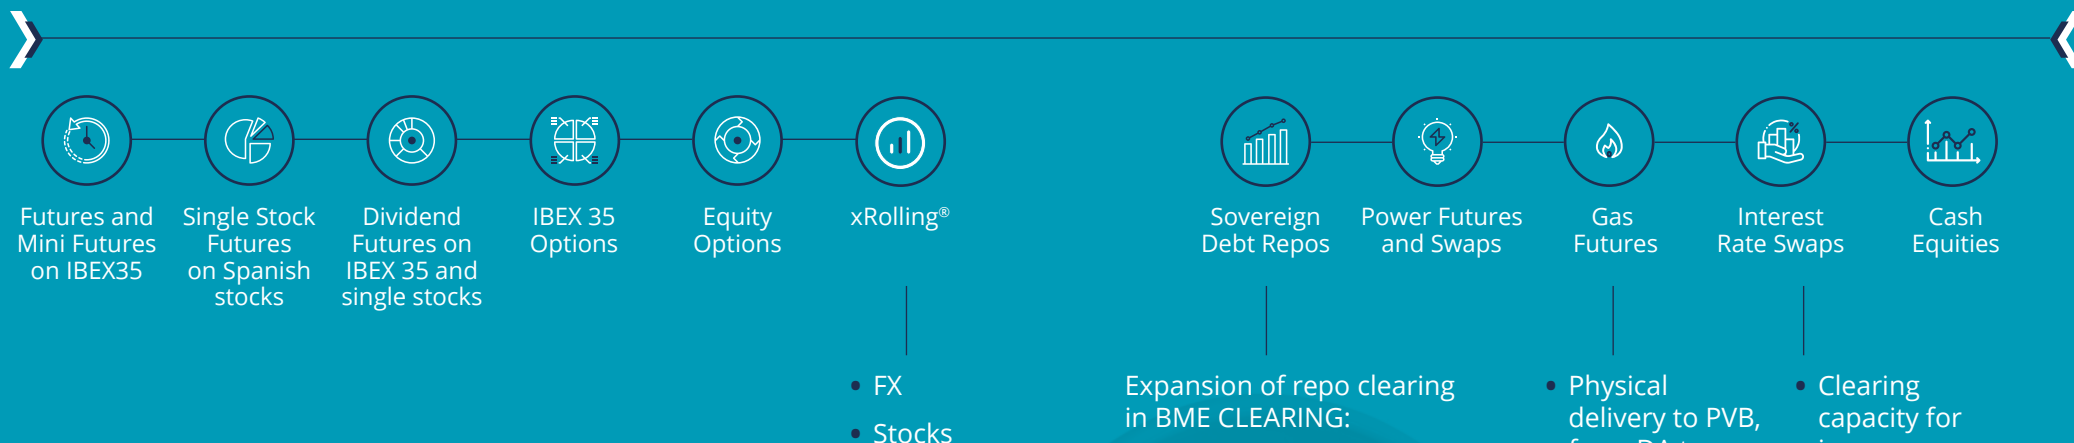 Futures and
Mini Futures
on IBEX35
Single Stock
Futures
on Spanish
stocks
Dividend
Futures on
IBEX 35 and
single stocks
IBEX 35
Options
Equity
Options
xRolling®
Sovereign
Debt Repos
Power Futures
and Swaps
Gas
Futures
Interest
Rate Swaps
Cash
Equities
• FX
• Stocks
Expansion of repo clearing
in BME CLEARING:
• Physical
delivery to PVB,
• Clearing
capacity for